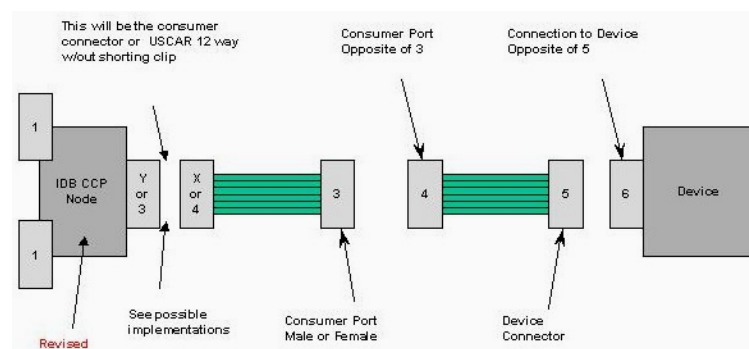 This will be the consumer
connector or USCAR 12 way
w/out shorting clip
Consumer Port
Opposite of 3
Connection to Device
Opposite of 5
1
IDB CCP
Node
Y
or
3
X
or
4
3
4
5
6
Device
1
Revised
See possible
implementations
Consumer Port
Male or Female
Device
Connector